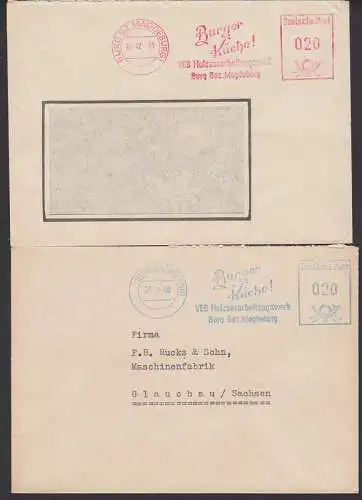 BURG (BZ MAGDEBURG)
Burger
Küche!
VEB Holzverarbeitungswerk
Burg Bez. Magdeburg
Deutsche Post
020
Burger
Küche!
VEB Holzverarbeitungswerk
Burg Bez. Magdeburg
Deutsche Post
020
Firma
F.B. Rucks & Sohn,
Maschinenfabrik
Glauchau/Sachsen